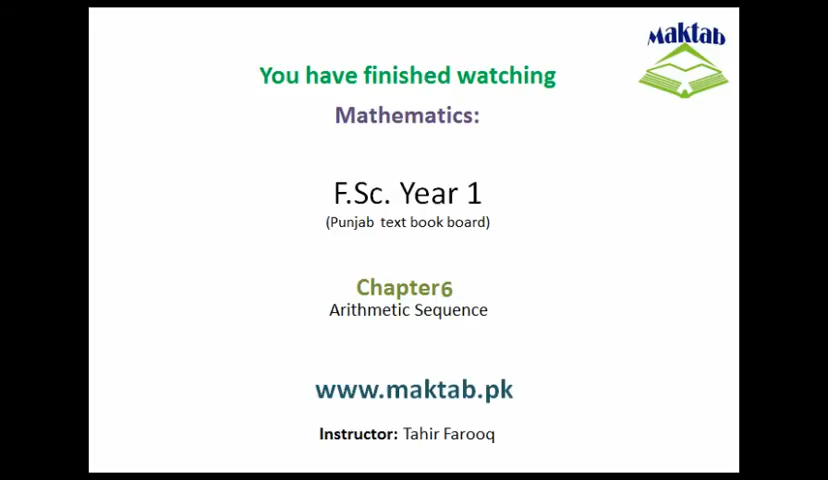 Maktab
You have finished watching
Mathematics:
F.Sc. Year 1
(Punjab text book board)
Chapter6
Arithmetic Sequence
www.maktab.pk
Instructor: Tahir Farooq